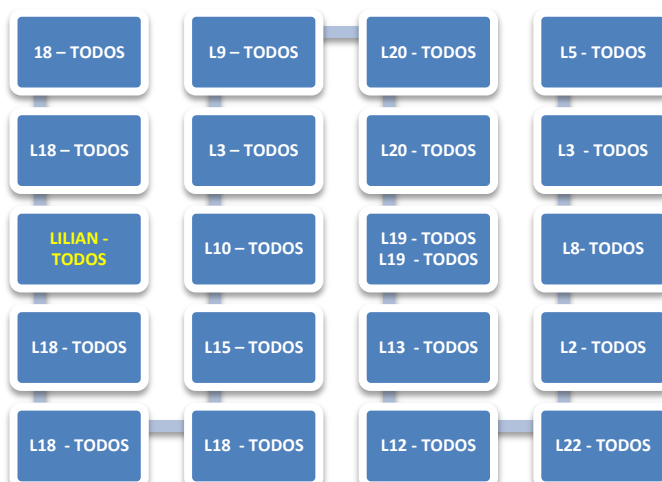 18 – TODOS
L18 – TODOS
LILIAN -
TODOS
L18 - TODOS
L18  - TODOS
L18  - TODOS
L15 – TODOS
L10 – TODOS
L3 – TODOS
L9 – TODOS
L20 - TODOS
L20 - TODOS
L19 - TODOS
L19  - TODOS
L13  - TODOS
L12 - TODOS
L22 - TODOS
L2 - TODOS
L8- TODOS
L3  - TODOS
L5 - TODOS